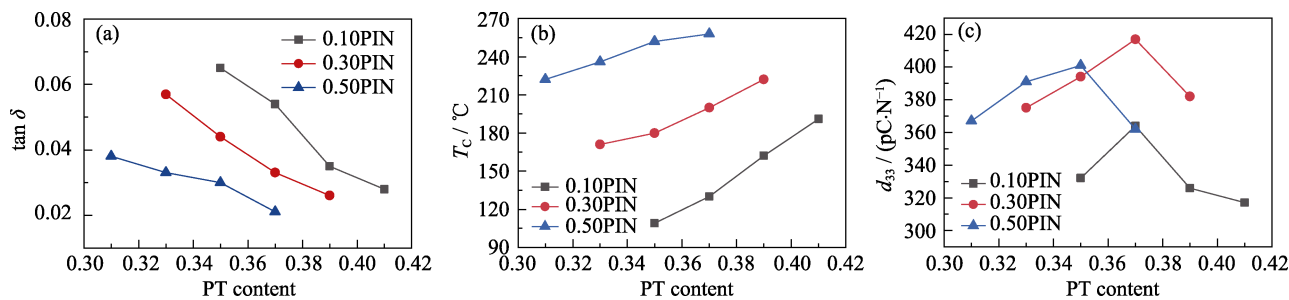 (a)
0.10PIN
0.30PIN
0.50PIN
0.08
0.06
0.04
0.02
tan δ
0.30 0.32 0.34 0.36 0.38 0.40 0.42
PT content
(b)
270
240
210
180
150
120
90
T_C / ℃
0.10PIN
0.30PIN
0.50PIN
0.30 0.32 0.34 0.36 0.38 0.40 0.42
PT content
(c)
420
400
380
360
340
320
300
d₃₃ / (pC·N⁻¹)
0.10PIN
0.30PIN
0.50PIN
0.30 0.32 0.34 0.36 0.38 0.40 0.42
PT content